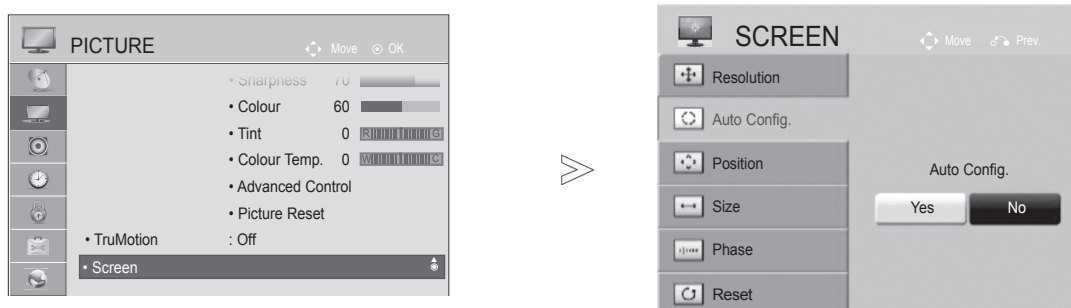 PICTURE
Move OK
• Sharpness 70
• Colour 60
• Tint 0 R G
• Colour Temp. 0 W C
• Advanced Control
• Picture Reset
• TruMotion : Off
• Screen
SCREEN
Move Prev.
Resolution
Auto Config.
Position
Size
Phase
Reset
Auto Config.
Yes No